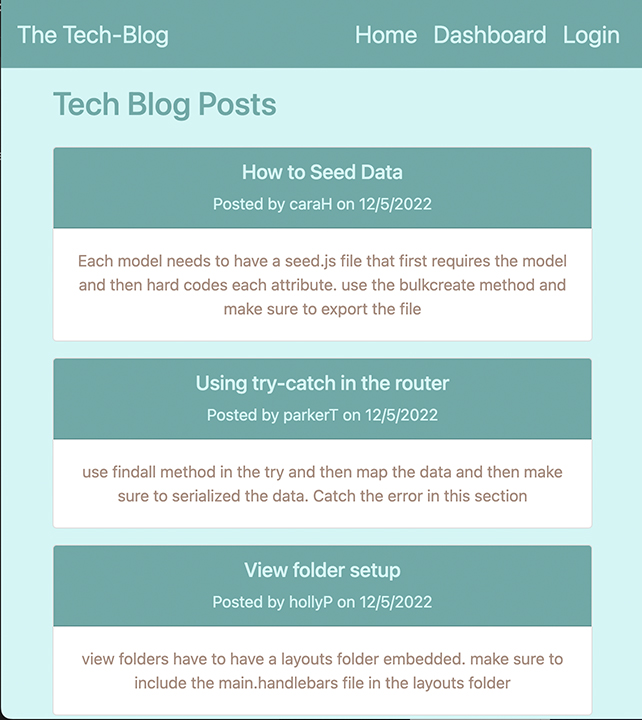 The Tech-Blog
Home Dashboard Login
Tech Blog Posts
How to Seed Data
Posted by caraH on 12/5/2022
Each model needs to have a seed.js file that first requires the model
and then hard codes each attribute. use the bulkcreate method and
make sure to export the file
Using try-catch in the router
Posted by parkerT on 12/5/2022
use findall method in the try and then map the data and then make
sure to serialized the data. Catch the error in this section
View folder setup
Posted by hollyP on 12/5/2022
view folders have to have a layouts folder embedded. make sure to
include the main.handlebars file in the layouts folder